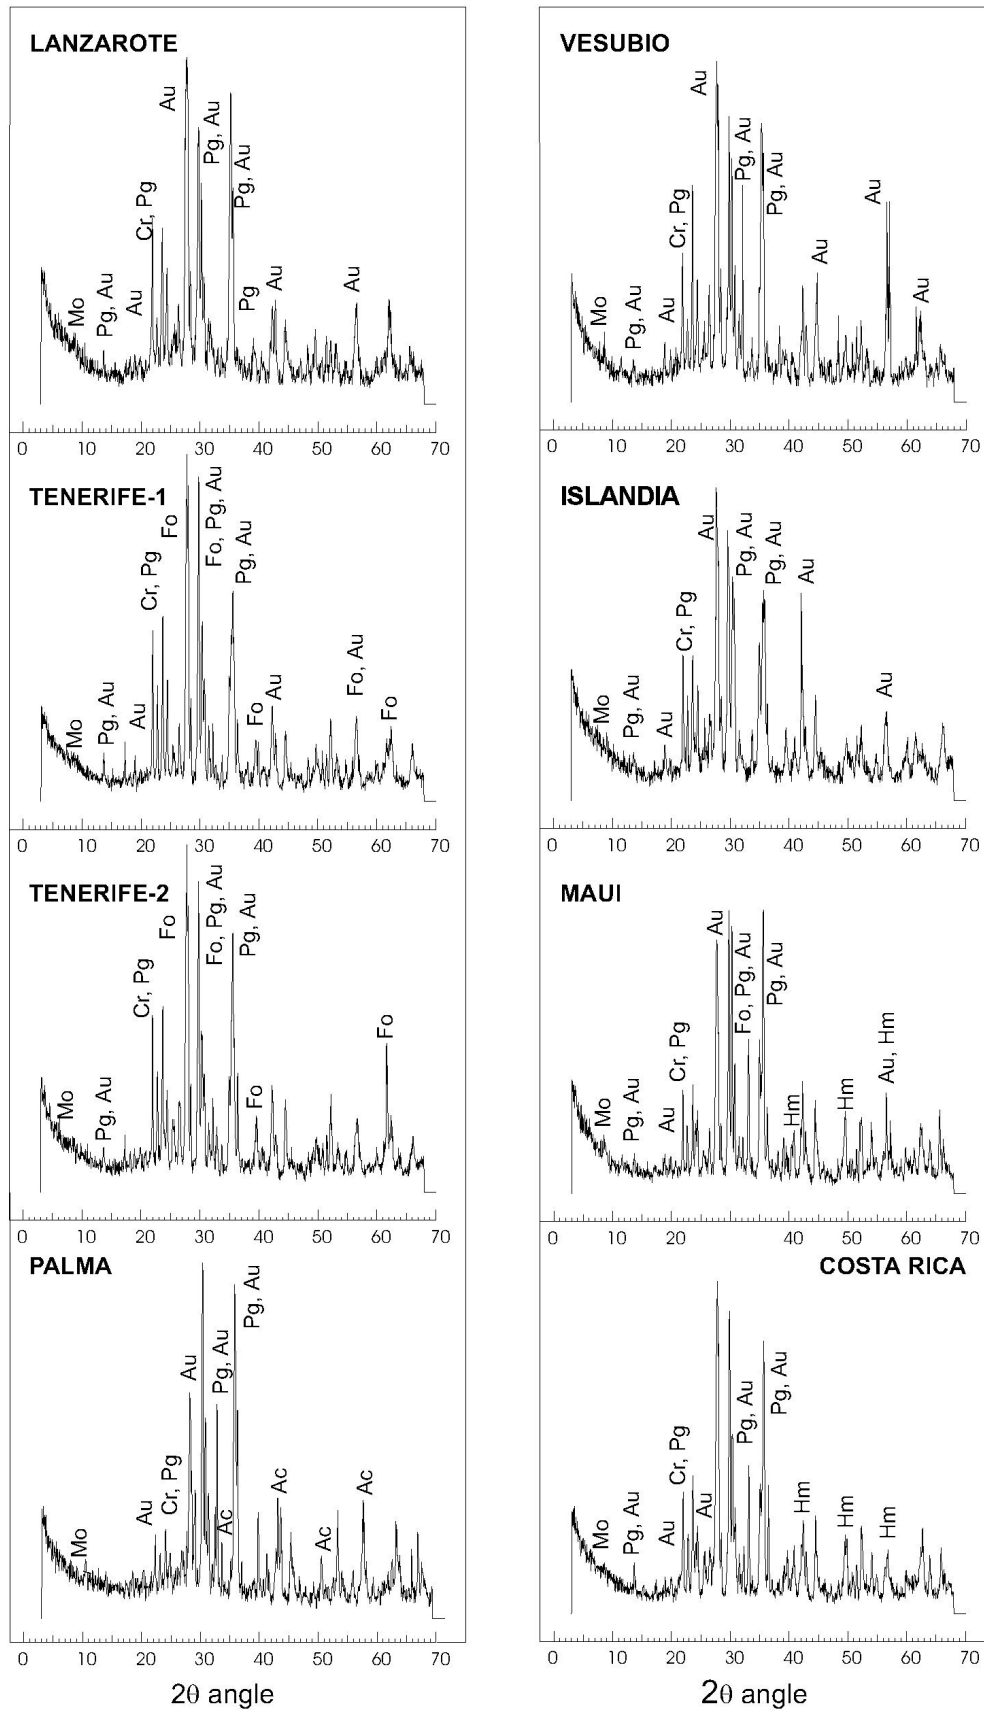 LANZAROTE
Mo
Pg, Au
Au
Cr, Pg
Au
Pg, Au
Pg, Au
Pg
Au
Au
0 10 20 30 40 50 60 70
VESUBIO
Mo
Pg, Au
Au
Cr, Pg
Au
Pg, Au
Pg, Au
Au
Au
Au
0 10 20 30 40 50 60 70
TENERIFE-1
Mo
Pg, Au
Au
Cr, Pg
Fo
Fo, Pg, Au
Pg, Au
Fo
Au
Fo, Au
Fo
0 10 20 30 40 50 60 70
ISLANDIA
Mo
Pg, Au
Au
Cr, Pg
Au
Pg, Au
Pg, Au
Au
Au
0 10 20 30 40 50 60 70
TENERIFE-2
Mo
Pg, Au
Cr, Pg
Fo
Fo, Pg, Au
Pg, Au
Fo
Fo
0 10 20 30 40 50 60 70
MAUI
Mo
Pg, Au
Au
Cr, Pg
Au
Fo, Pg, Au
Pg, Au
Hm
Hm
Au, Hm
0 10 20 30 40 50 60 70
PALMA
Mo
Au
Cr, Pg
Au
Pg, Au
Ac
Pg, Au
Ac
Ac
Ac
0 10 20 30 40 50 60 70
2θ angle
COSTA RICA
Mo
Pg, Au
Au
Cr, Pg
Au
Pg, Au
Pg, Au
Hm
Hm
Hm
0 10 20 30 40 50 60 70
2θ angle